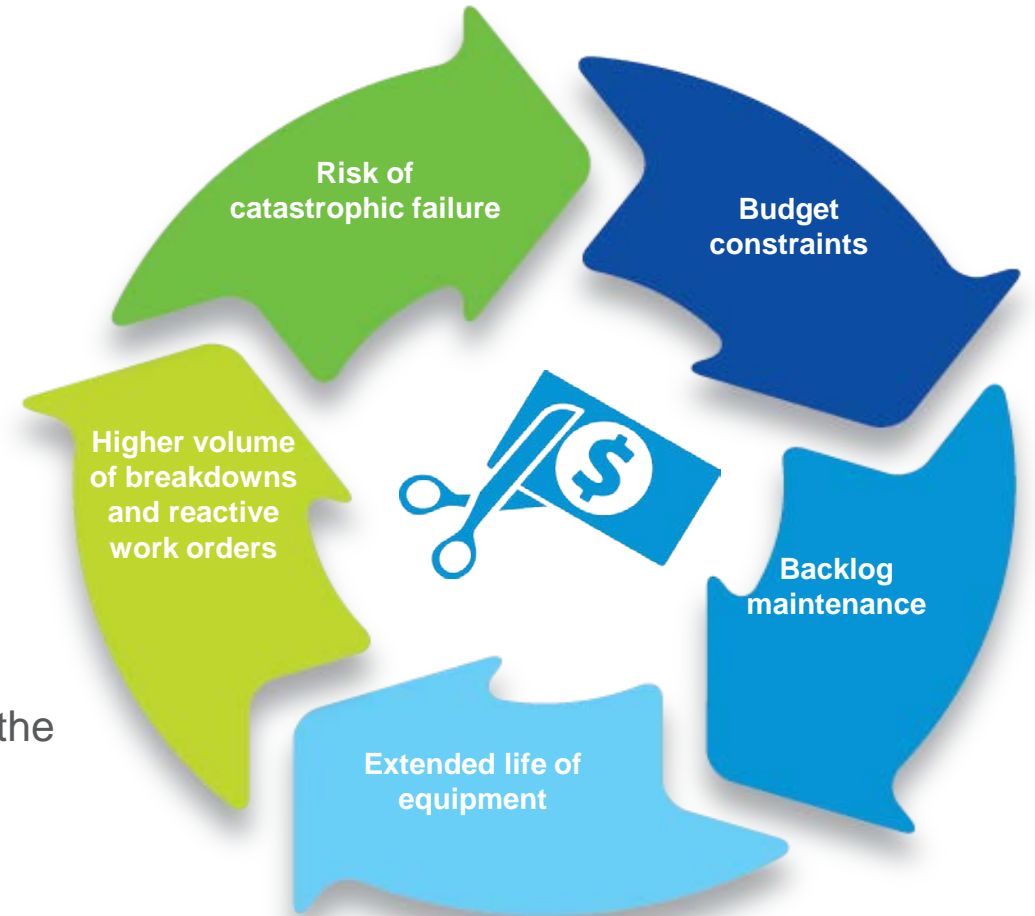 Risk of
catastrophic failure
Budget
constraints
Higher volume
of breakdowns
and reactive
work orders
$
Backlog
maintenance
the
Extended life of
equipment